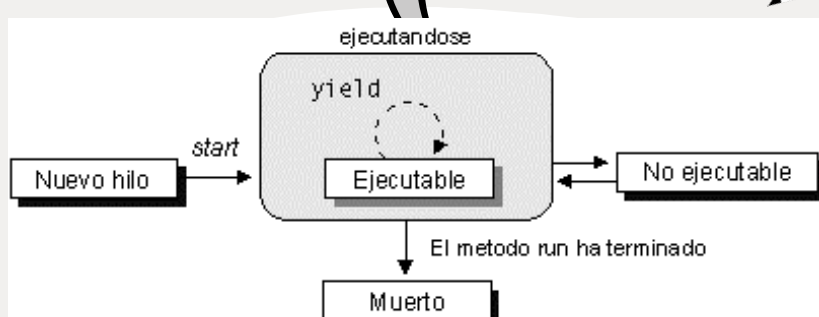 ejecutandose
yield
start
Nuevo hilo
Ejecutable
No ejecutable
El metodo run ha terminado
Muerto